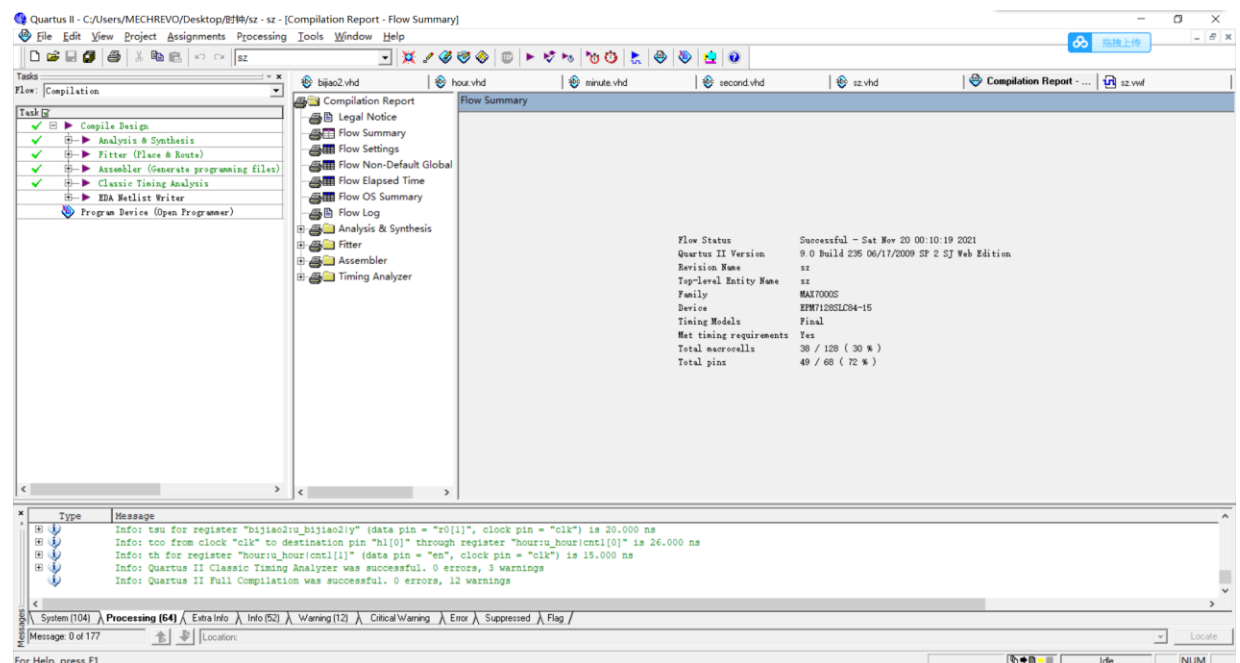 Quartus II - C:/Users/MECHREVO/Desktop/时钟/sz - sz - [Compilation Report - Flow Summary]
File Edit View Project Assignments Processing Tools Window Help
拖拽上传
sz
Tasks
Flow: Compilation
Task
Compile Design
Analysis & Synthesis
Fitter (Place & Route)
Assembler (Generate programming files)
Classic Timing Analysis
EDA Netlist Writer
Program Device (Open Programmer)
bijiao2.vhd hour.vhd minute.vhd second.vhd sz.vhd Compilation Report - ... sz.vwf
Compilation Report
Legal Notice
Flow Summary
Flow Settings
Flow Non-Default Global
Flow Elapsed Time
Flow OS Summary
Flow Log
Analysis & Synthesis
Fitter
Assembler
Timing Analyzer
Flow Summary
Flow Status Successful - Sat Nov 20 00:10:19 2021
Quartus II Version 9.0 Build 235 06/17/2009 SP 2 SJ Web Edition
Revision Name sz
Top-level Entity Name sz
Family MAX7000S
Device EPM7128SLC84-15
Timing Models Final
Met timing requirements Yes
Total macrocells 38 / 128 ( 30 % )
Total pins 49 / 68 ( 72 % )
Type Message
Info: tsu for register "bijiao2:u_bijiao2|y" (data pin = "r0[1]", clock pin = "clk") is 20.000 ns
Info: tco from clock "clk" to destination pin "hl[0]" through register "hour:u_hour|cntl[0]" is 26.000 ns
Info: th for register "hour:u_hour|cntl[1]" (data pin = "en", clock pin = "clk") is 15.000 ns
Info: Quartus II Classic Timing Analyzer was successful. 0 errors, 3 warnings
Info: Quartus II Full Compilation was successful. 0 errors, 12 warnings
System (104) Processing (64) Extra Info Info (52) Warning (12) Critical Warning Error Suppressed Flag
Messages
Message: 0 of 177 Location: Locate
For Help, press F1 Idle NUM